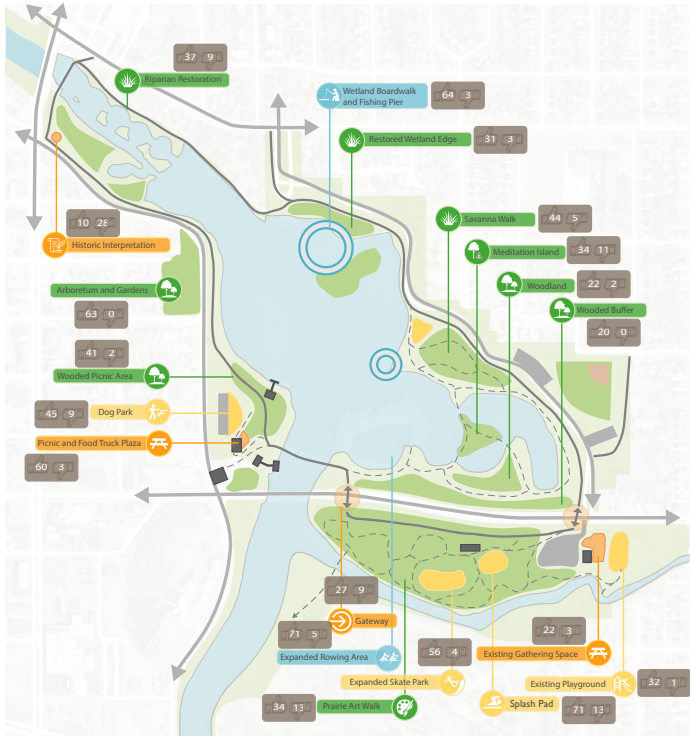 37 9
Riparian Restoration
Wetland Boardwalk
and Fishing Pier
64 3
Restored Wetland Edge
31 3
10 28
Historic Interpretation
Savanna Walk
44 5
Meditation Island
34 11
Woodland
22 2
Wooded Buffer
20 0
Arboretum and Gardens
63 0
41 2
Wooded Picnic Area
45 9
Dog Park
Picnic and Food Truck Plaza
60 3
27 9
Gateway
71 5
Expanded Rowing Area
56 4
Expanded Skate Park
22 3
Existing Gathering Space
Existing Playground
32 1
34 13
Prairie Art Walk
Splash Pad
71 13